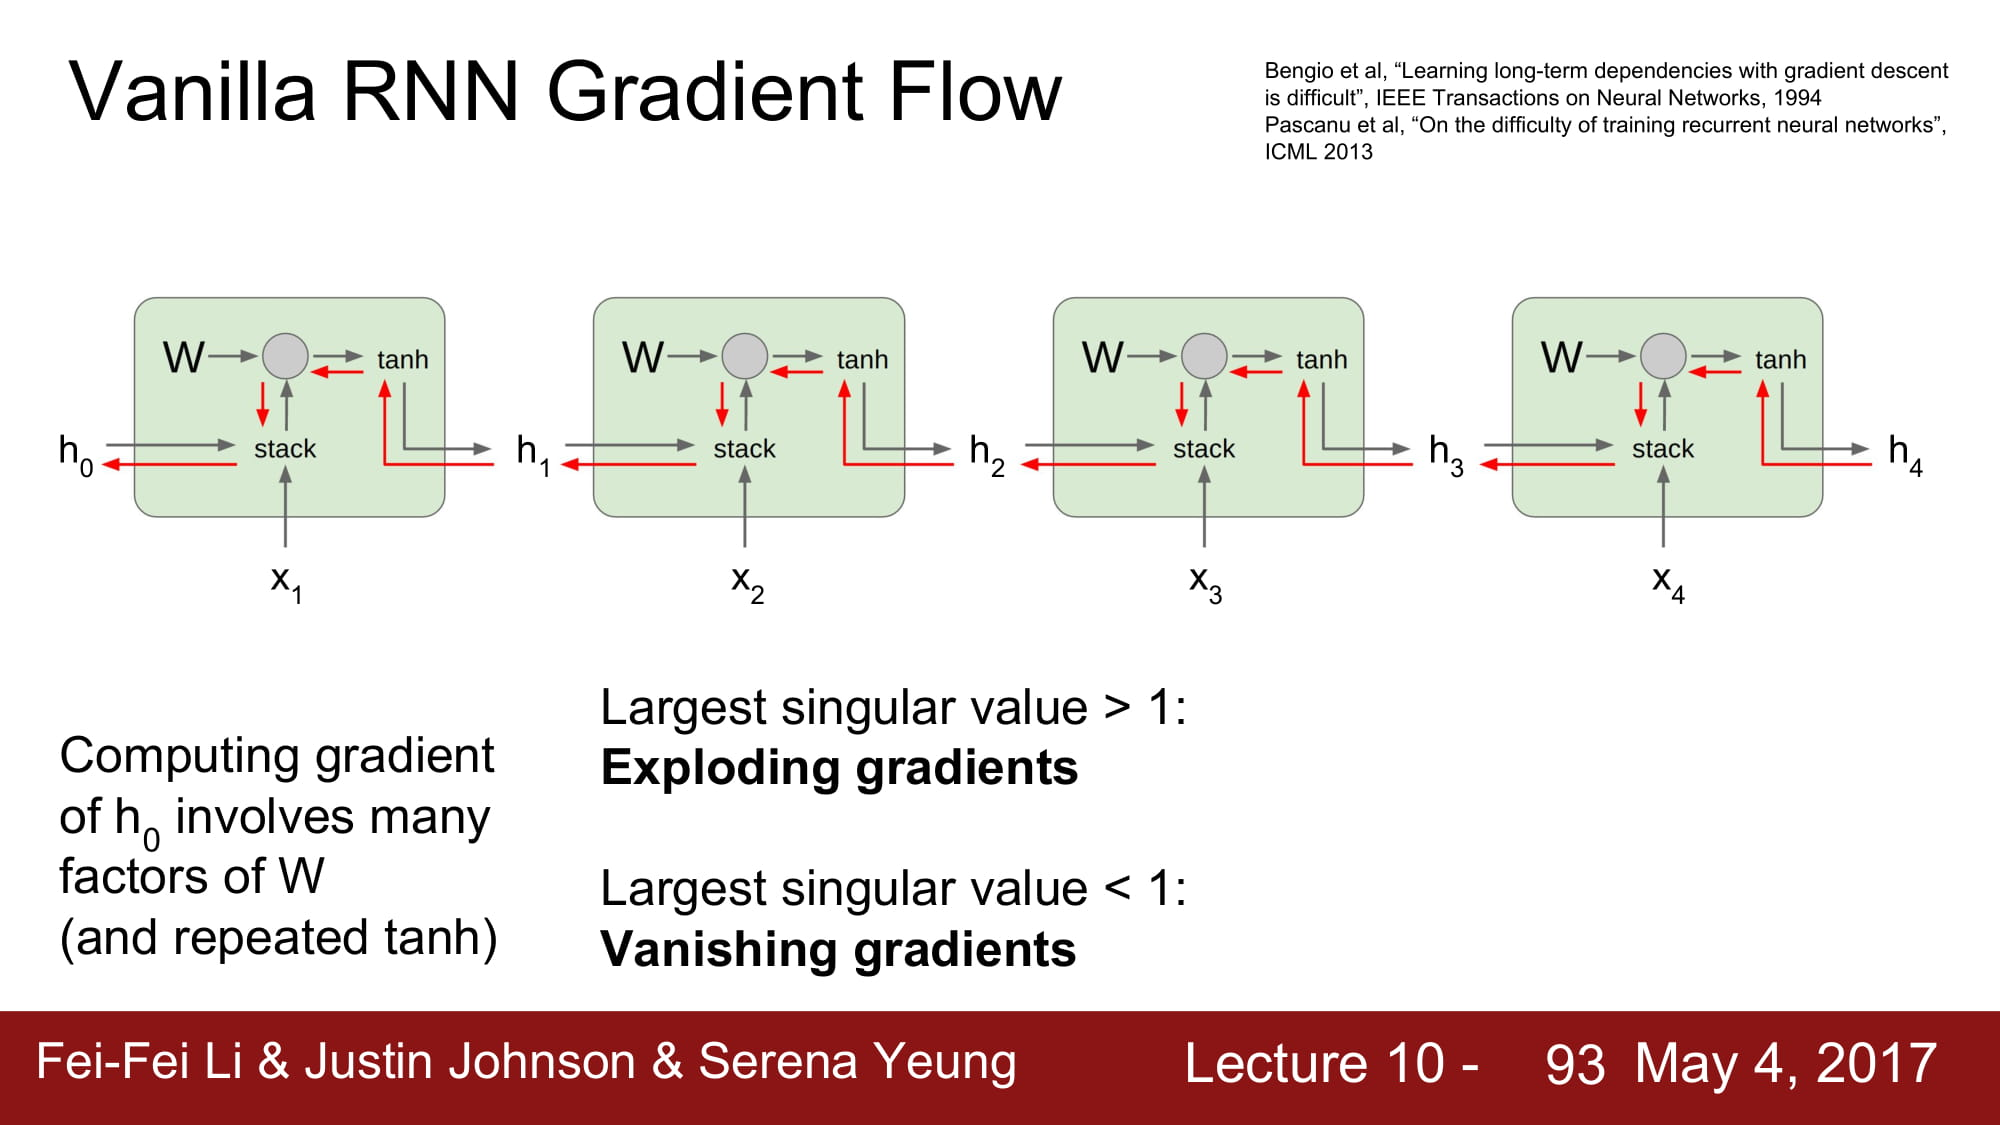 Vanilla RNN Gradient Flow
Bengio et al, “Learning long-term dependencies with gradient descent
is difficult”, IEEE Transactions on Neural Networks, 1994
Pascanu et al, “On the difficulty of training recurrent neural networks”,
ICML 2013
W tanh W tanh W tanh W tanh
h0 stack h1 stack h2 stack h3 stack h4
x1 x2 x3 x4
Computing gradient
of h0 involves many
factors of W
(and repeated tanh)
Largest singular value > 1:
Exploding gradients
Largest singular value < 1:
Vanishing gradients
Fei-Fei Li & Justin Johnson & Serena Yeung Lecture 10 - 93 May 4, 2017